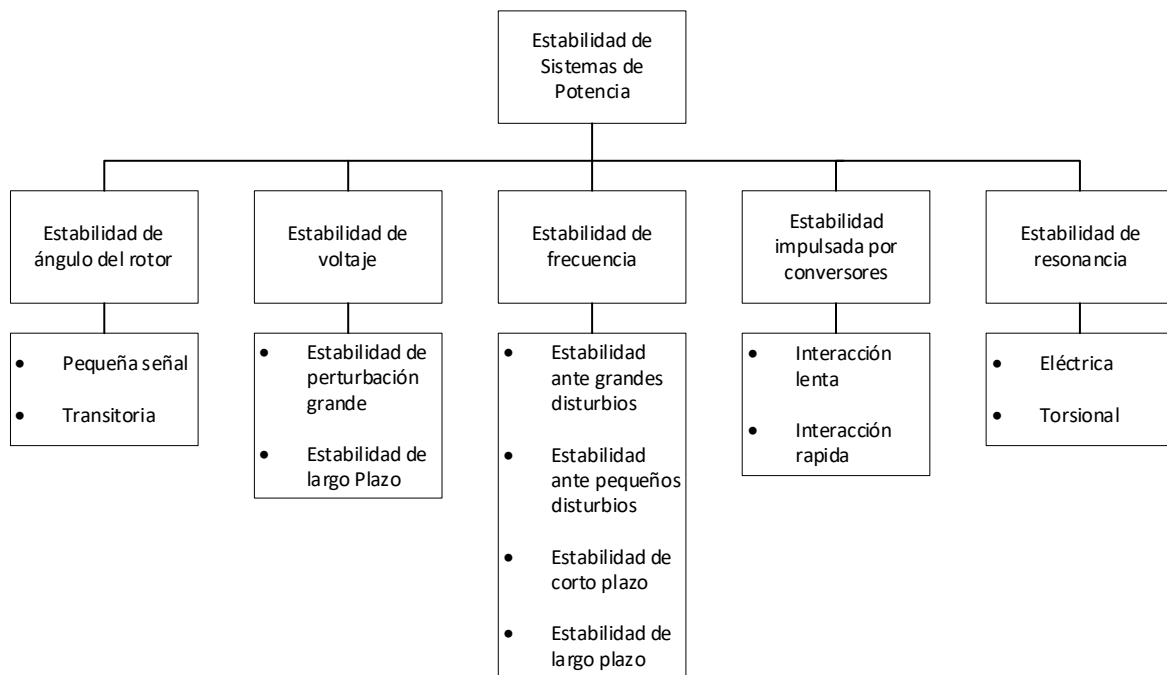 Estabilidad de
Sistemas de
Potencia
Estabilidad de
ángulo del rotor
Estabilidad de
voltaje
Estabilidad de
frecuencia
Estabilidad
impulsada por
conversores
Estabilidad de
resonancia
• Pequeña señal
• Transitoria
• Estabilidad de
perturbación
grande
• Estabilidad de
largo Plazo
• Estabilidad
ante grandes
disturbios
• Estabilidad
ante pequeños
disturbios
• Estabilidad de
corto plazo
• Estabilidad de
largo plazo
• Interacción
lenta
• Interacción
rapida
• Eléctrica
• Torsional